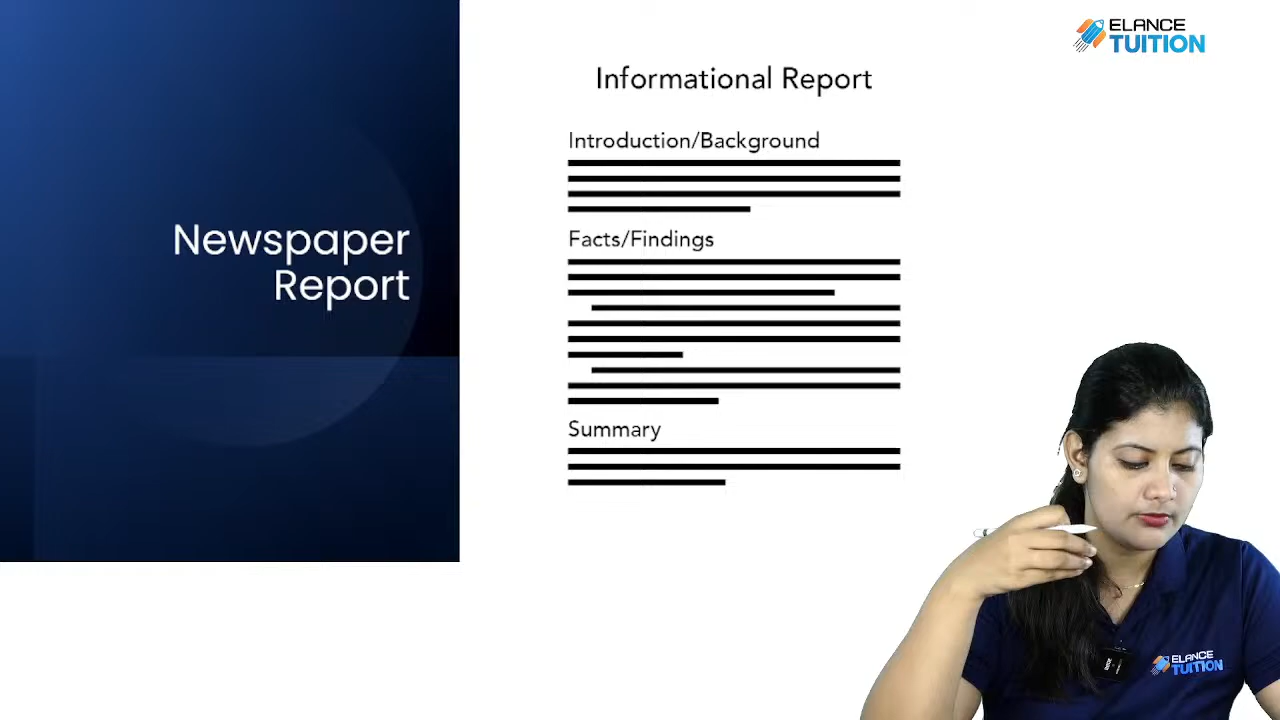 ELANCE
TUITION
Informational Report
Introduction/Background
Newspaper
Report
Facts/Findings
Summary
ELANCE
TUITION